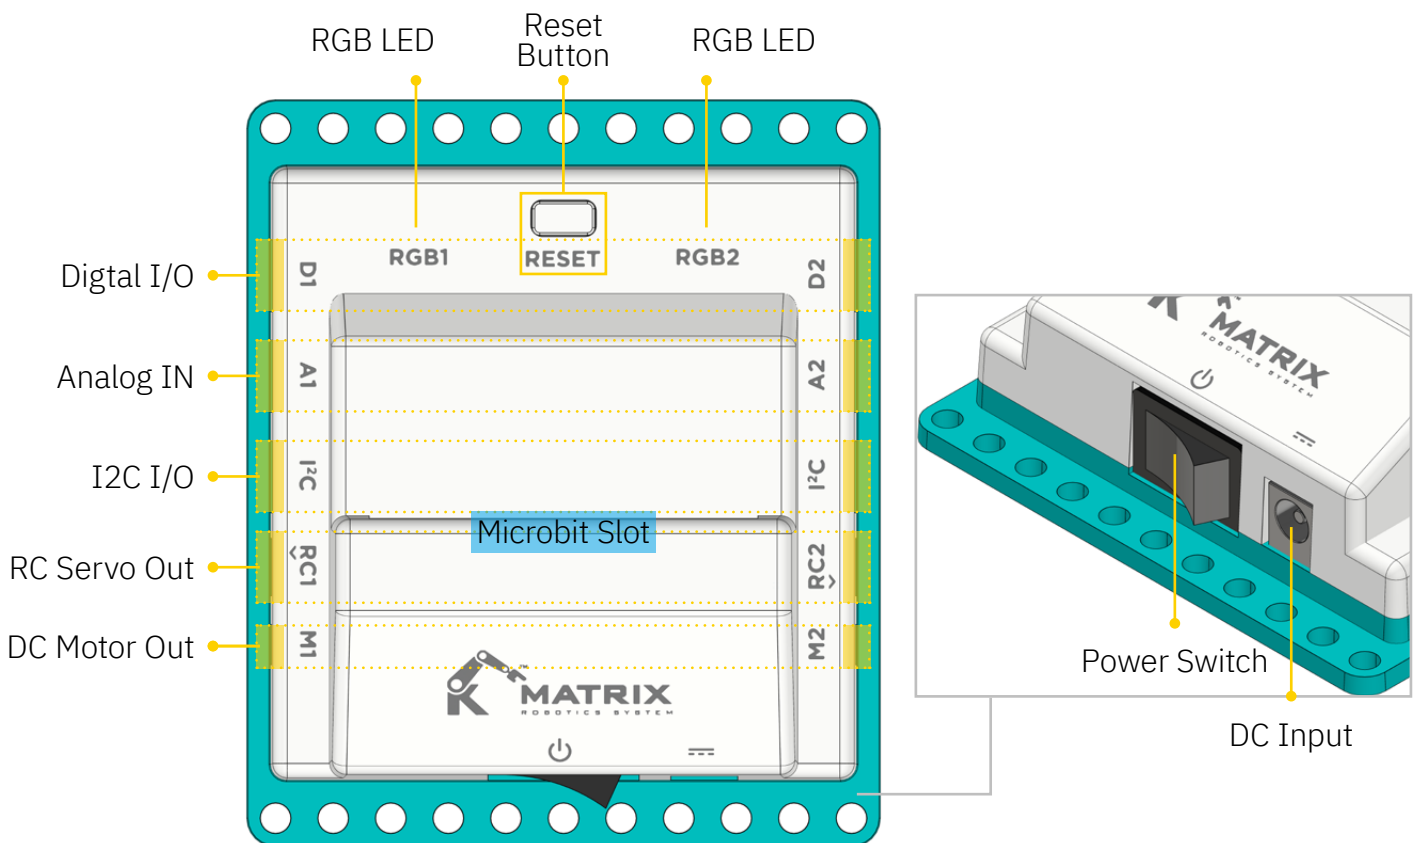 RGB LED
Reset
Button
RGB LED
RESET
RGB1
RGB2
Digtal I/O
D1
D2
Analog IN
A1
A2
I2C I/O
I²C
I²C
Microbit Slot
RC Servo Out
RC1
RC2
DC Motor Out
M1
M2
MATRIX
ROBOTICS SYSTEM
TM
MATRIX
ROBOTICS SYSTEM
Power Switch
DC Input